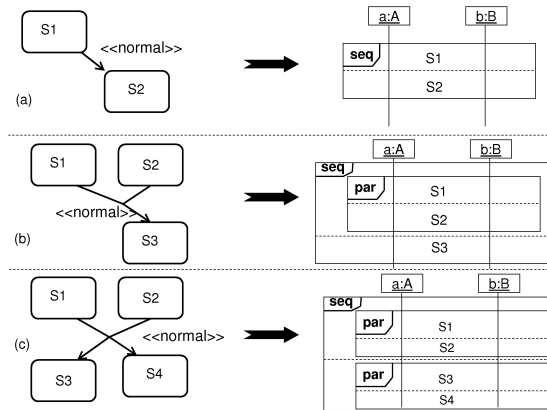 S1
<<normal>>
S2
(a)
a:A
b:B
seq
S1
S2
S1
S2
<<normal>>
S3
(b)
a:A
b:B
seq
par
S1
S2
S3
S1
S2
<<normal>>
(c)
S3
S4
a:A
b:B
seq
par
S1
S2
par
S3
S4